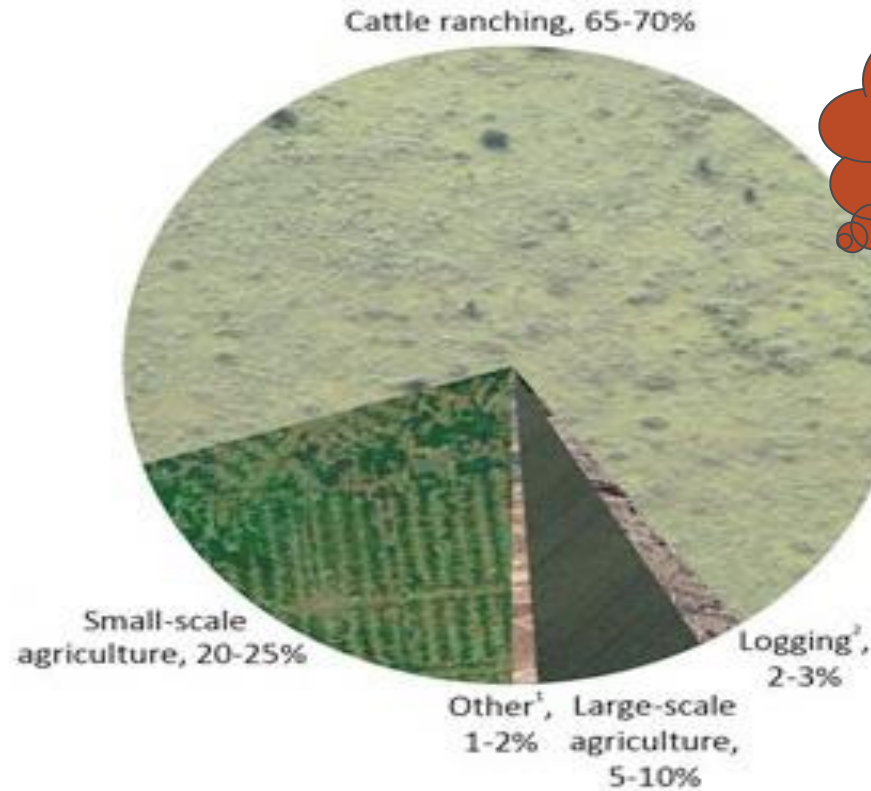 Cattle ranching, 65-70%
Small-scale
agriculture, 20-25%
Other¹,
1-2%
Large-scale
agriculture,
5-10%
Logging²,
2-3%